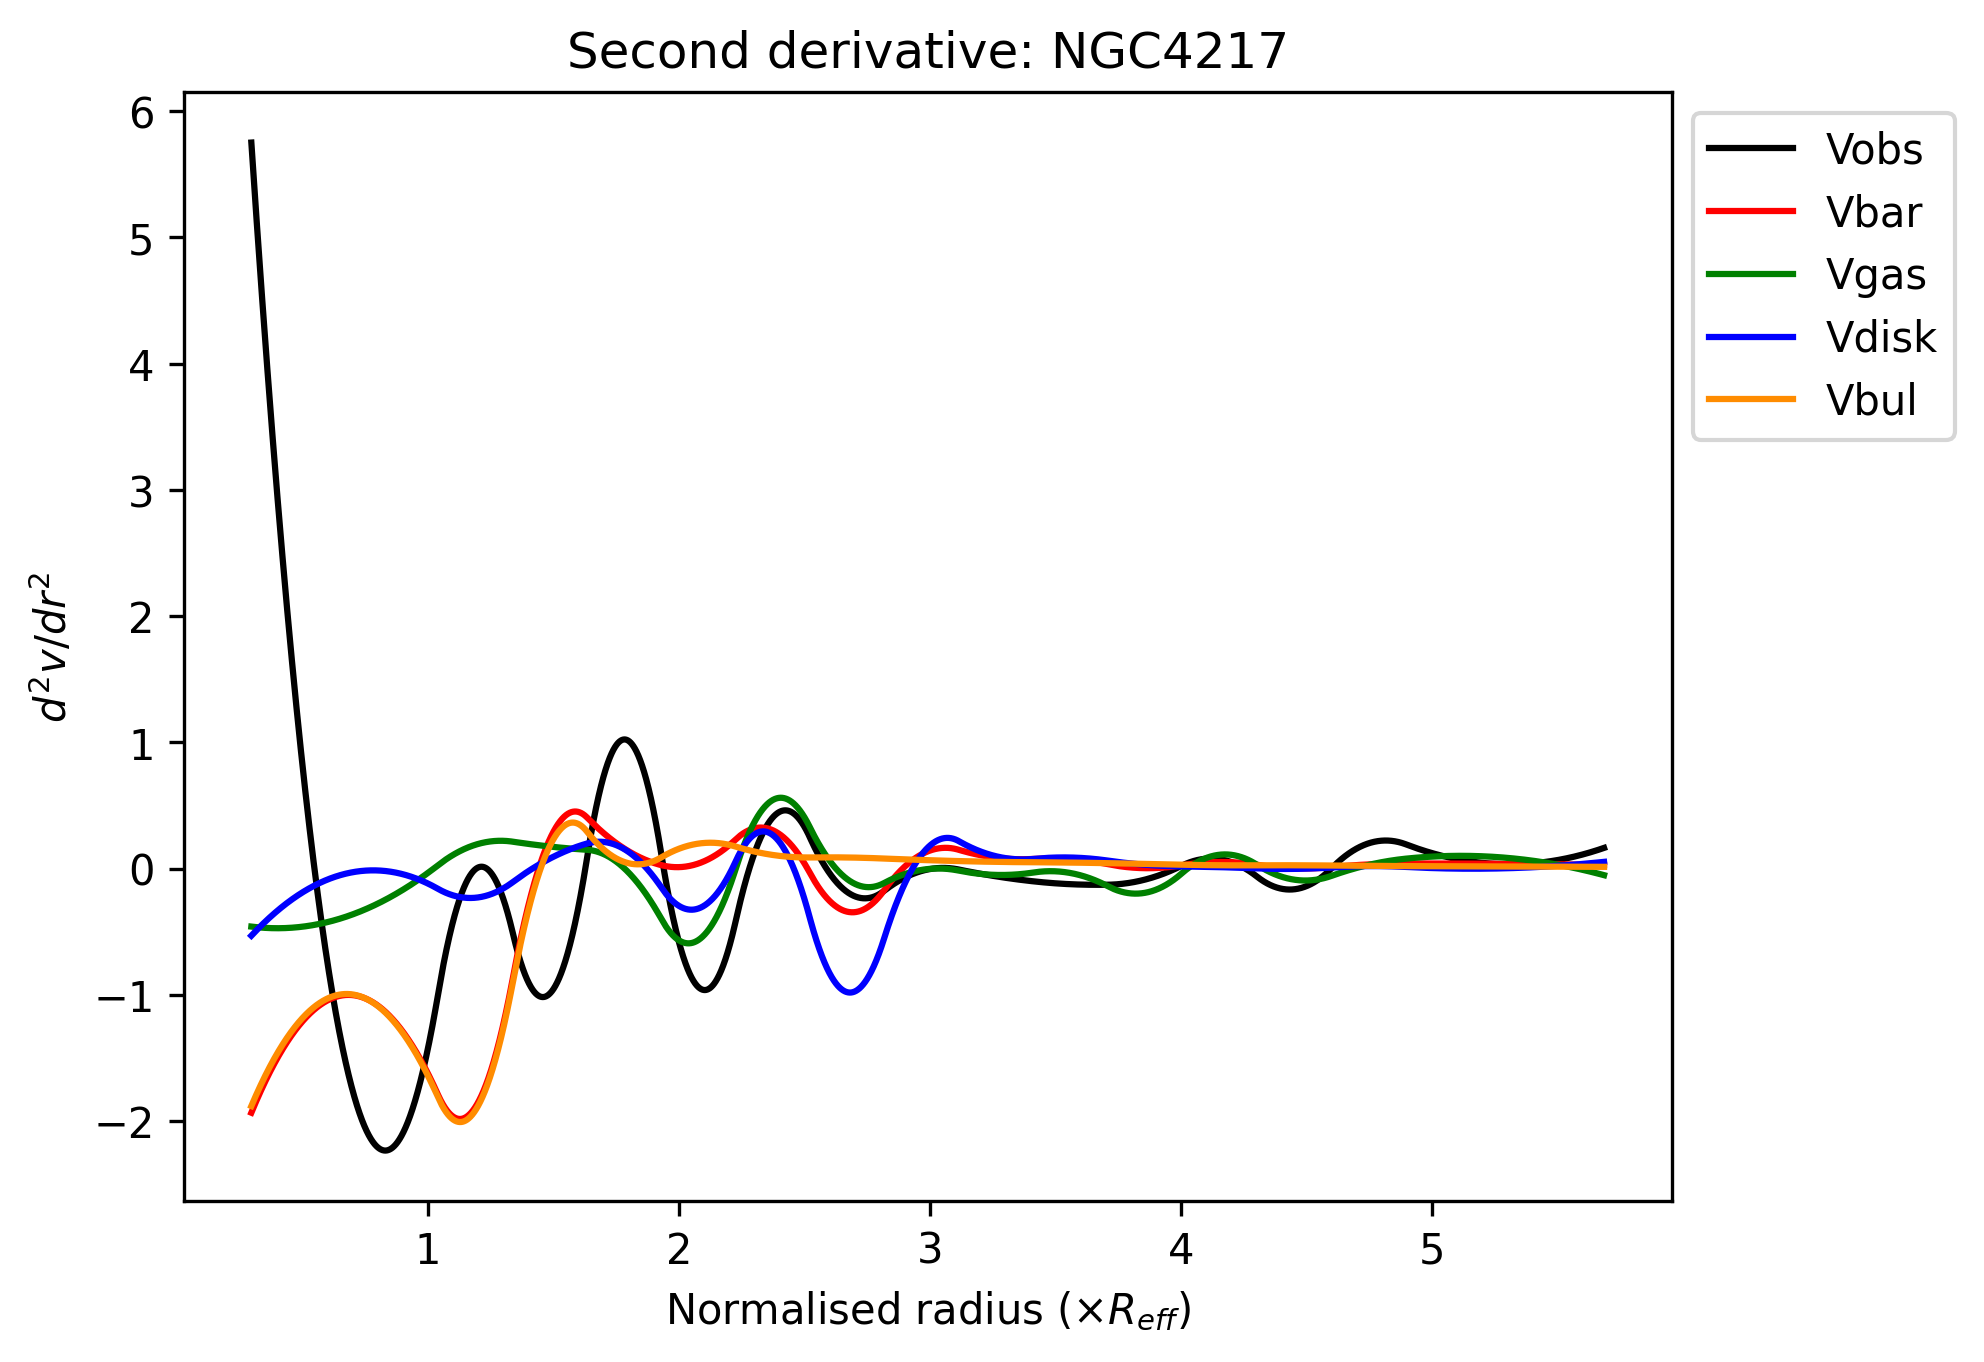 Second derivative: NGC4217
6
5
4
3
2
1
0
−1
−2
d²v/dr²
1 2 3 4 5
Normalised radius (×R_eff)
Vobs
Vbar
Vgas
Vdisk
Vbul